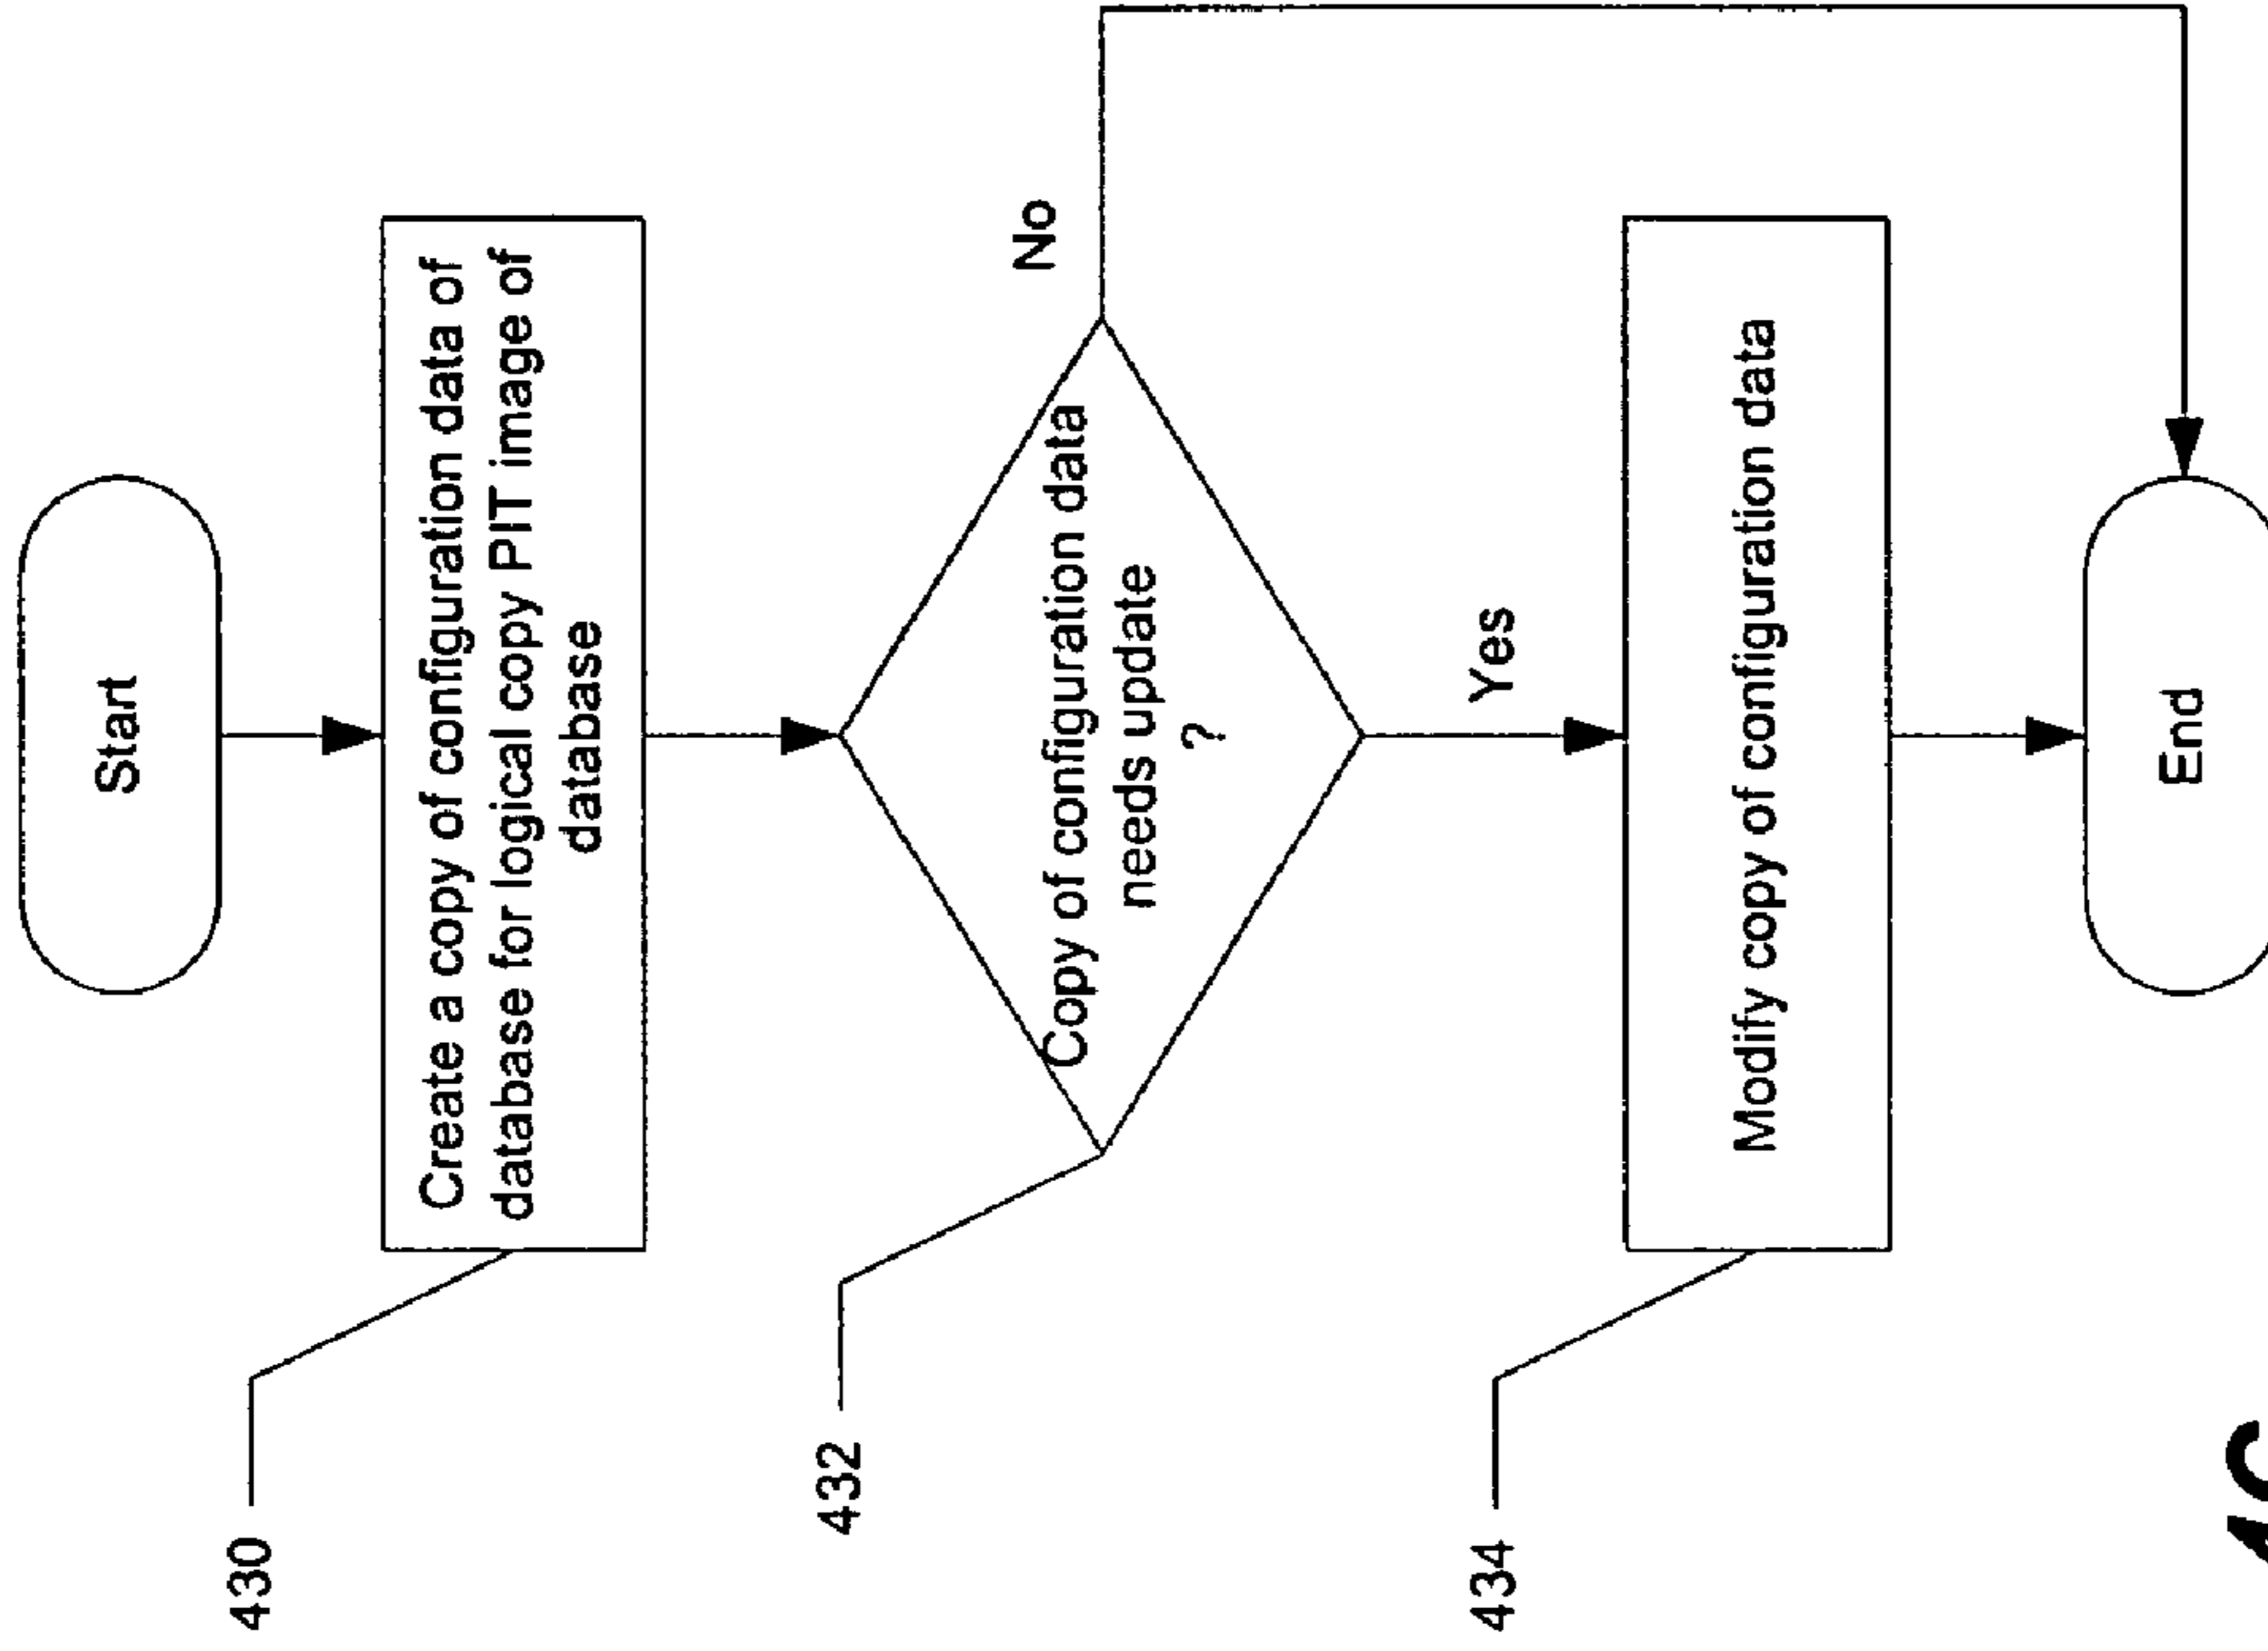 Start
430
Create a copy of configuration data of
database for logical copy PIT image of
database
432
Copy of configuration data
needs update
?
No
Yes
434
Modify copy of configuration data
End
4C